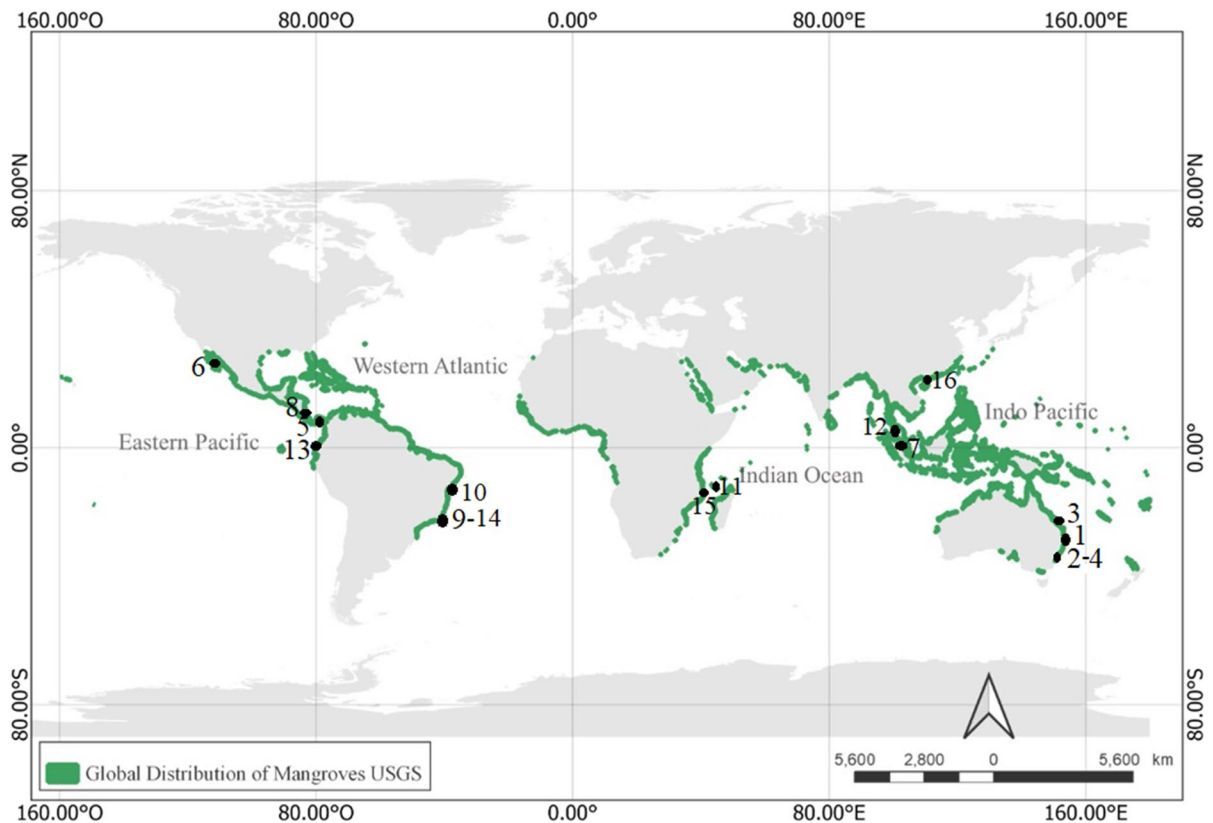 160.00°O 80.00°O 0.00° 80.00°E 160.00°E
80.00°N 80.00°N
Western Atlantic
6
16
8
Indo Pacific
5
12
Eastern Pacific
0.00° 13 7 0.00°
Indian Ocean
11
10
15
9-14
3
1
2-4
80.00°S 80.00°S
Global Distribution of Mangroves USGS
5,600 2,800 0 5,600 km
160.00°O 80.00°O 0.00° 80.00°E 160.00°E